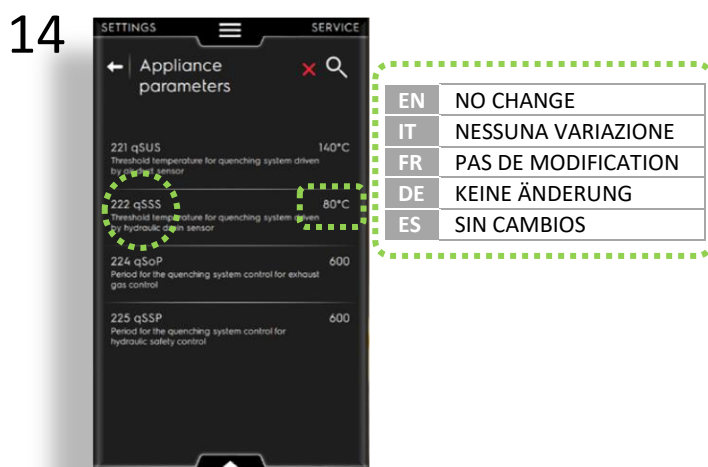 14
SETTINGS
SERVICE
Appliance
parameters
221 qSUS 140°C
Threshold temperature for quenching system driven
by air duct sensor
222 qSSS 80°C
Threshold temperature for quenching system driven
by hydraulic drain sensor
224 qSoP 600
Period for the quenching system control for exhaust
gas control
225 qSSP 600
Period for the quenching system control for
hydraulic safety control
EN NO CHANGE
IT NESSUNA VARIAZIONE
FR PAS DE MODIFICATION
DE KEINE ÄNDERUNG
ES SIN CAMBIOS